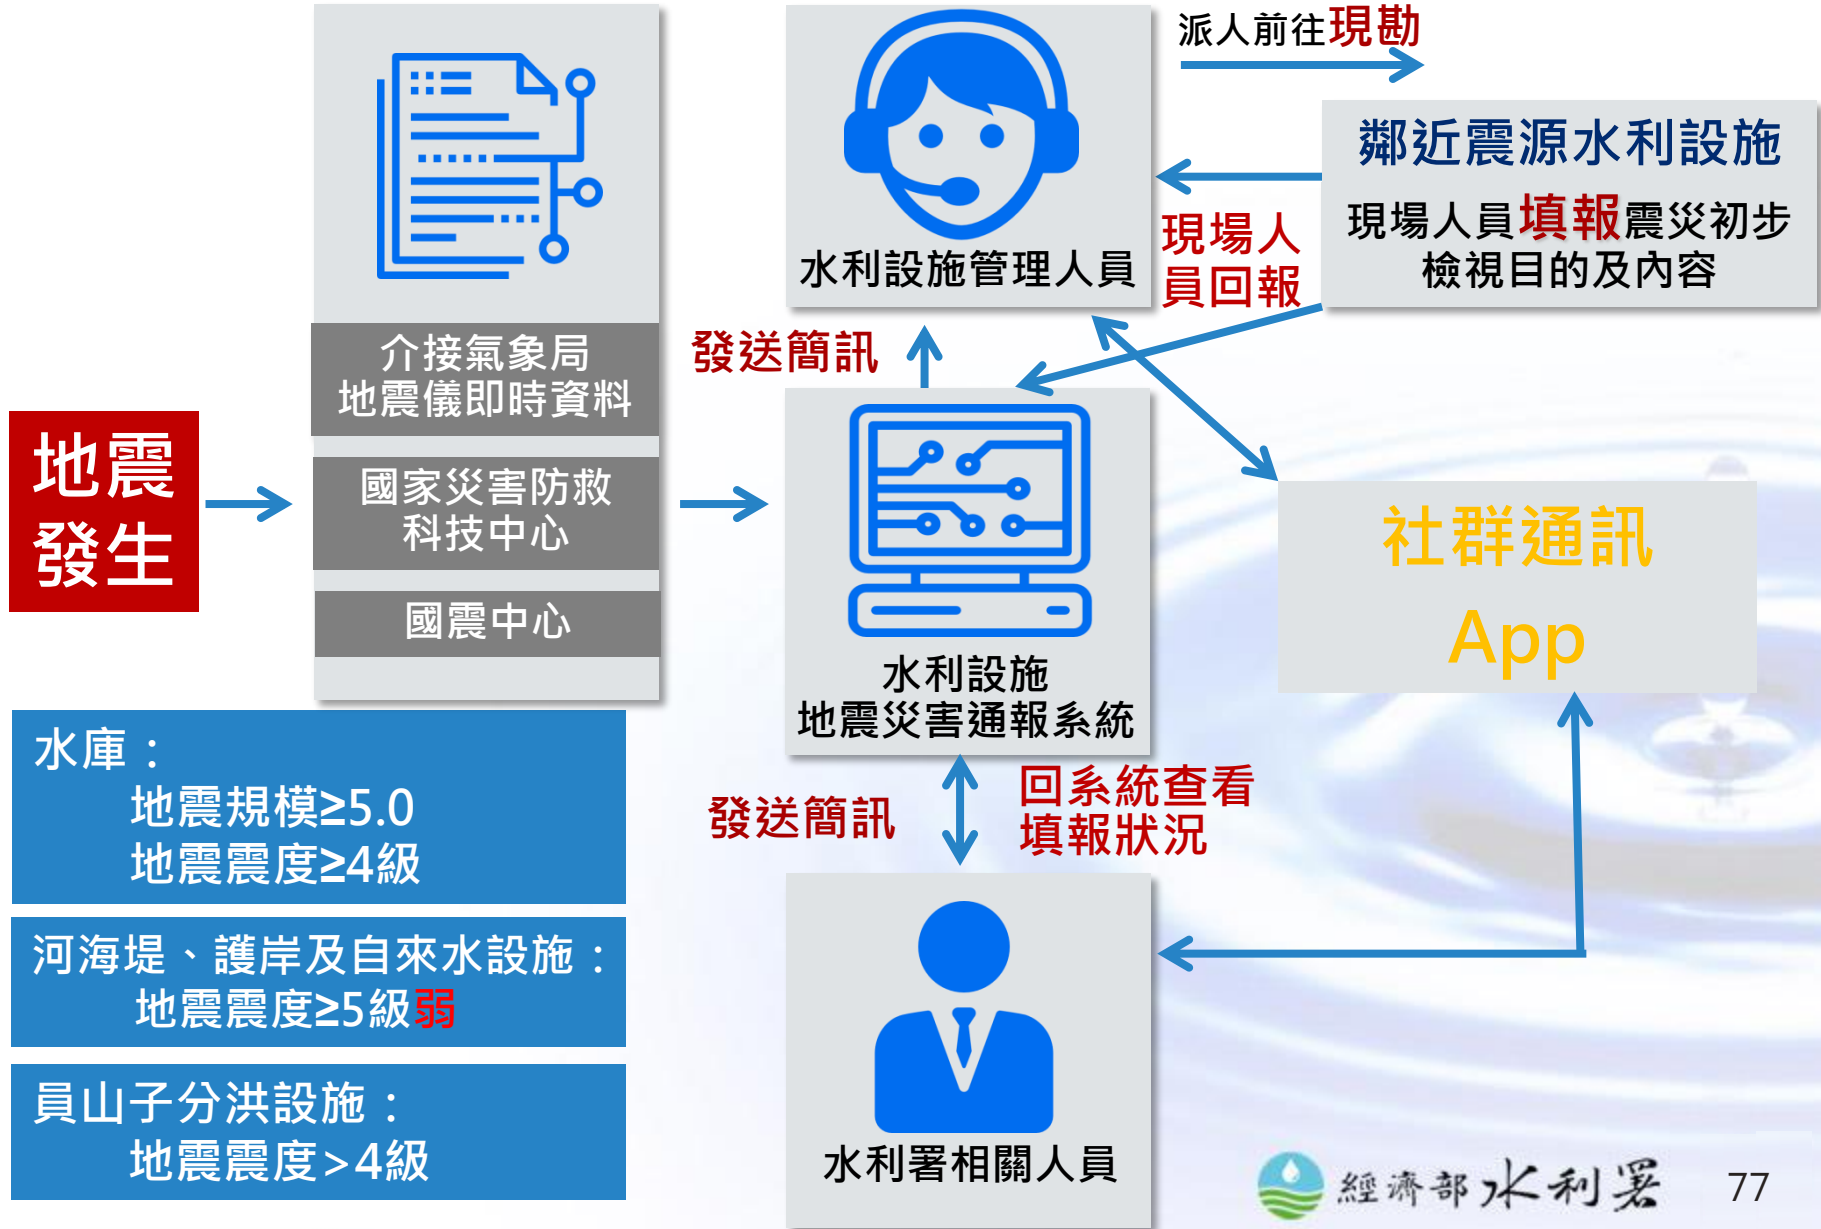 地震
發生
介接氣象局
地震儀即時資料
國家災害防救
科技中心
國震中心
水庫：
地震規模≥5.0
地震震度≥4級
河海堤、護岸及自來水設施：
地震震度≥5級弱
員山子分洪設施：
地震震度>4級
水利設施管理人員
發送簡訊
水利設施
地震災害通報系統
發送簡訊
回系統查看
填報狀況
水利署相關人員
派人前往現勘
鄰近震源水利設施
現場人員填報震災初步
檢視目的及內容
現場人
員回報
社群通訊
App
經濟部水利署
77